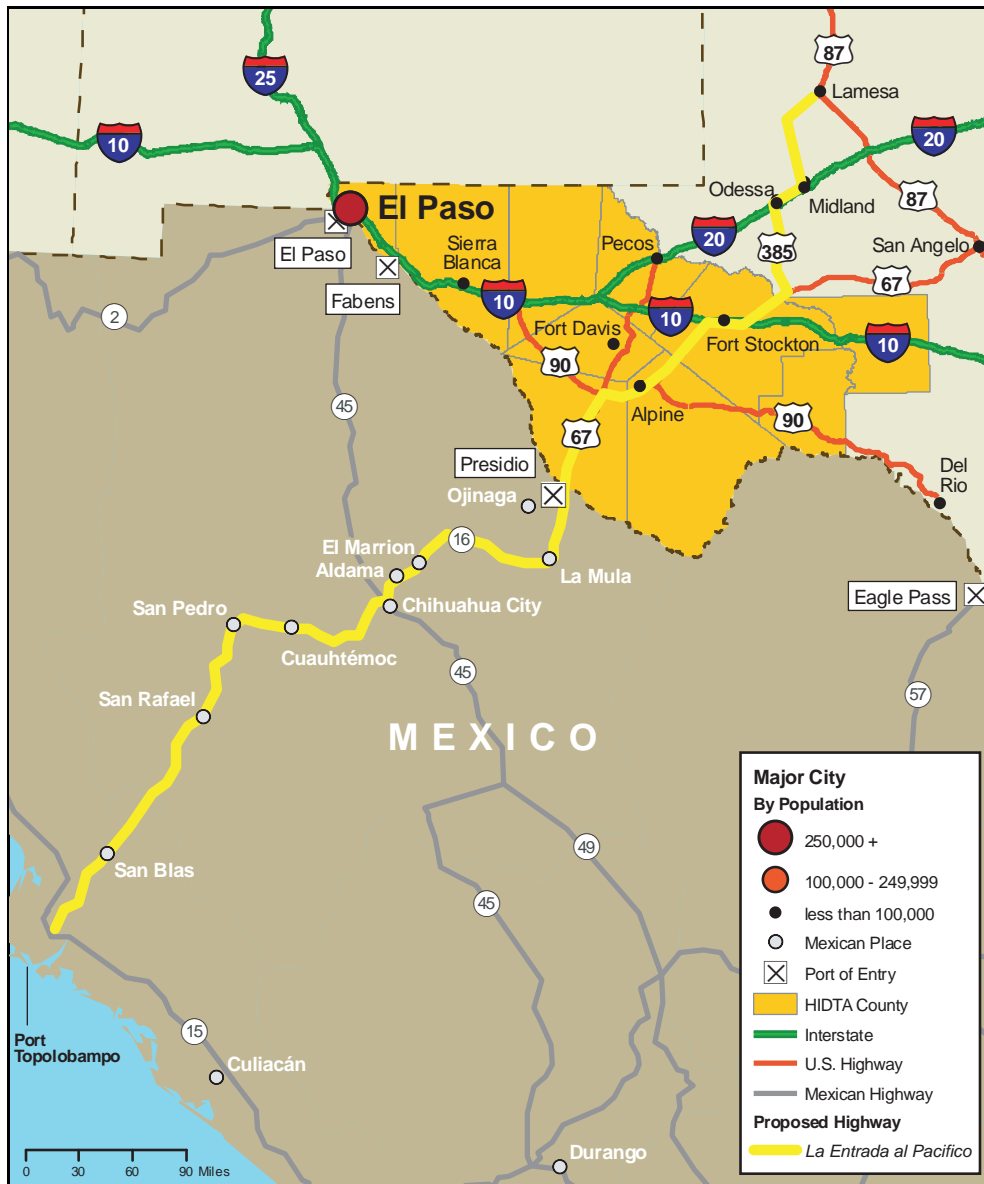 87
Lamesa
25
10
20
Odessa
Midland
87
El Paso
El Paso
Sierra
Blanca
Pecos
20
385
San Angelo
67
Fabens
2
10
10
Fort Davis
Fort Stockton
10
90
Alpine
45
67
90
Presidio
Ojinaga
Del
Rio
El Marrion
16
Aldama
La Mula
Eagle Pass
San Pedro
Chihuahua City
Cuauhtémoc
45
57
San Rafael
MEXICO
San Blas
49
45
Port
Topolobampo
15
Culiacán
Durango
0 30 60 90 Miles
Major City
By Population
250,000 +
100,000 - 249,999
less than 100,000
Mexican Place
Port of Entry
HIDTA County
Interstate
U.S. Highway
Mexican Highway
Proposed Highway
La Entrada al Pacifico